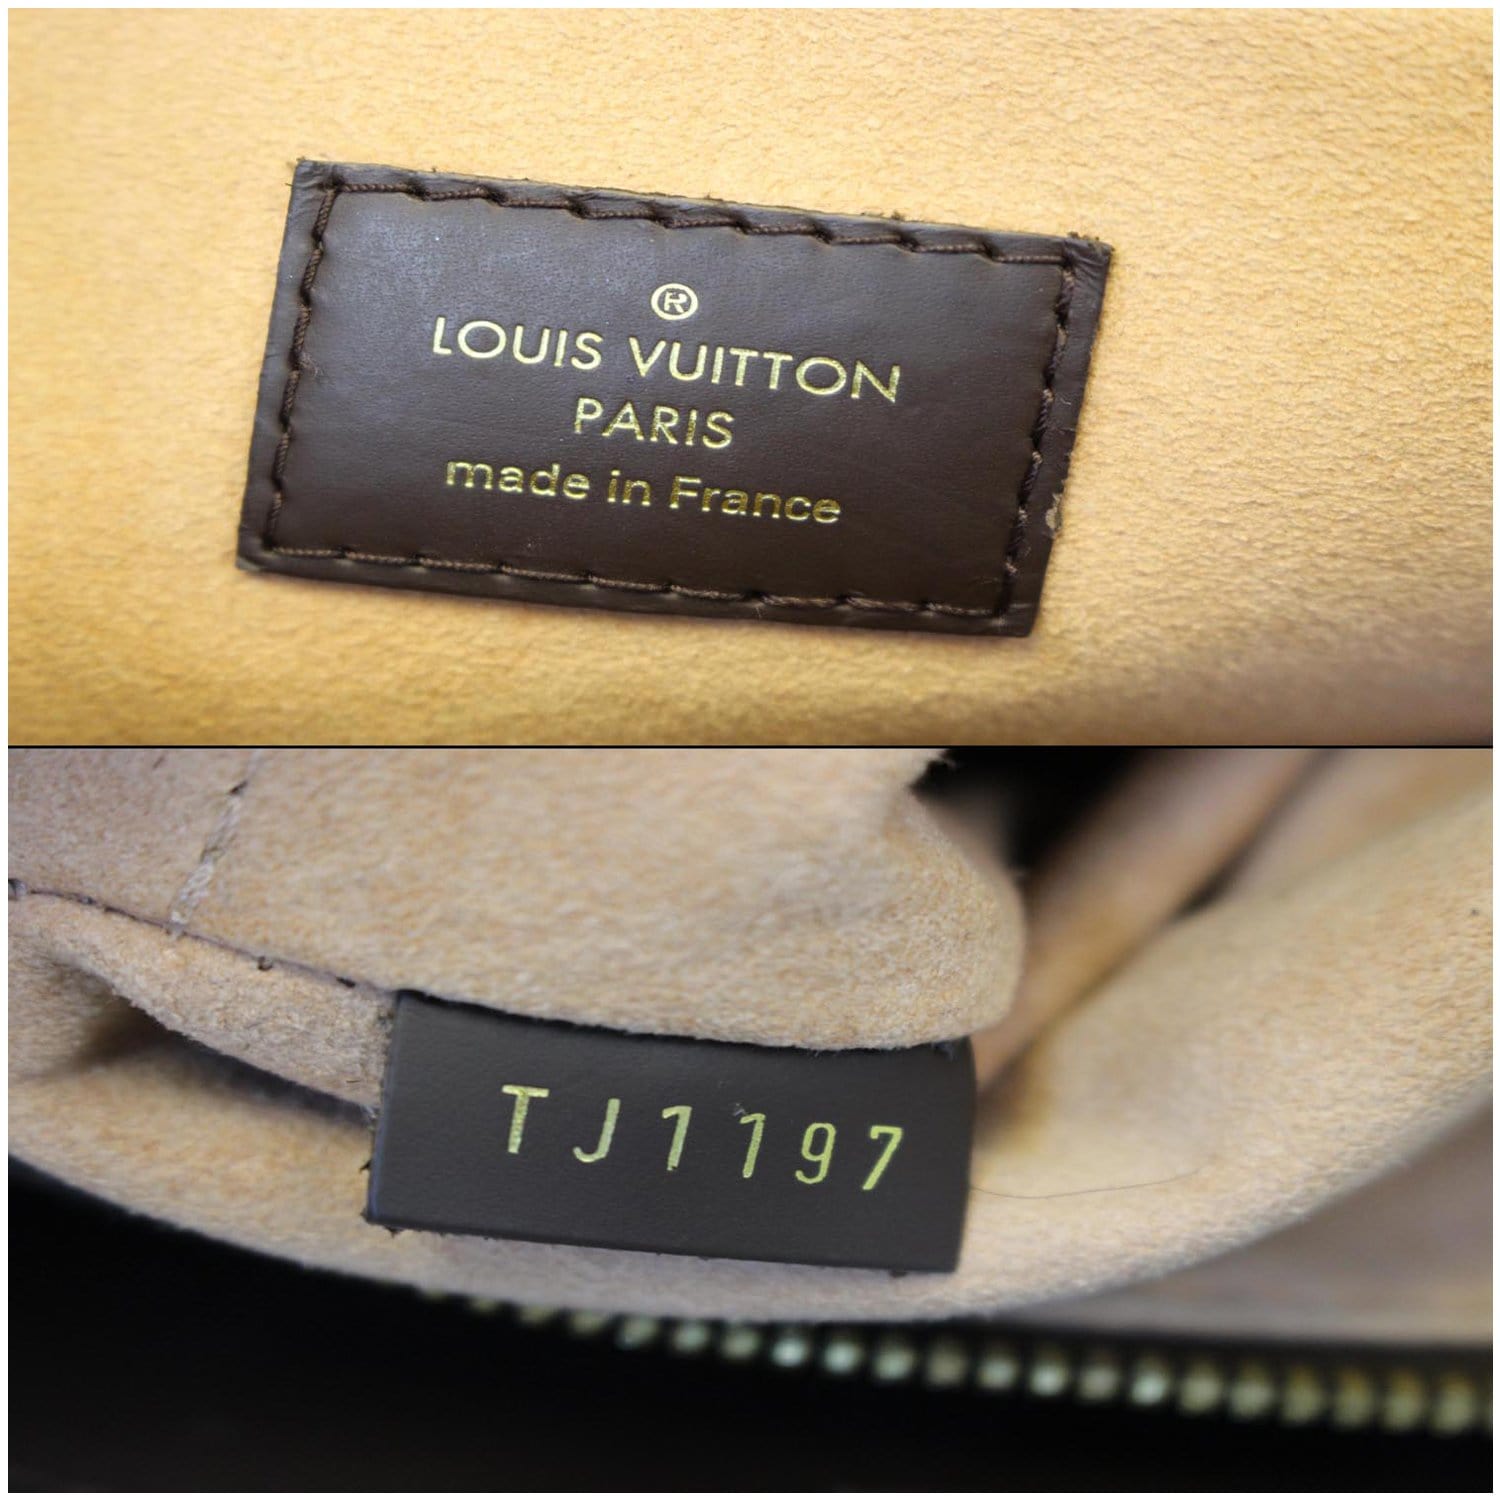 ®
LOUIS VUITTON
PARIS
made in France
TJ1197